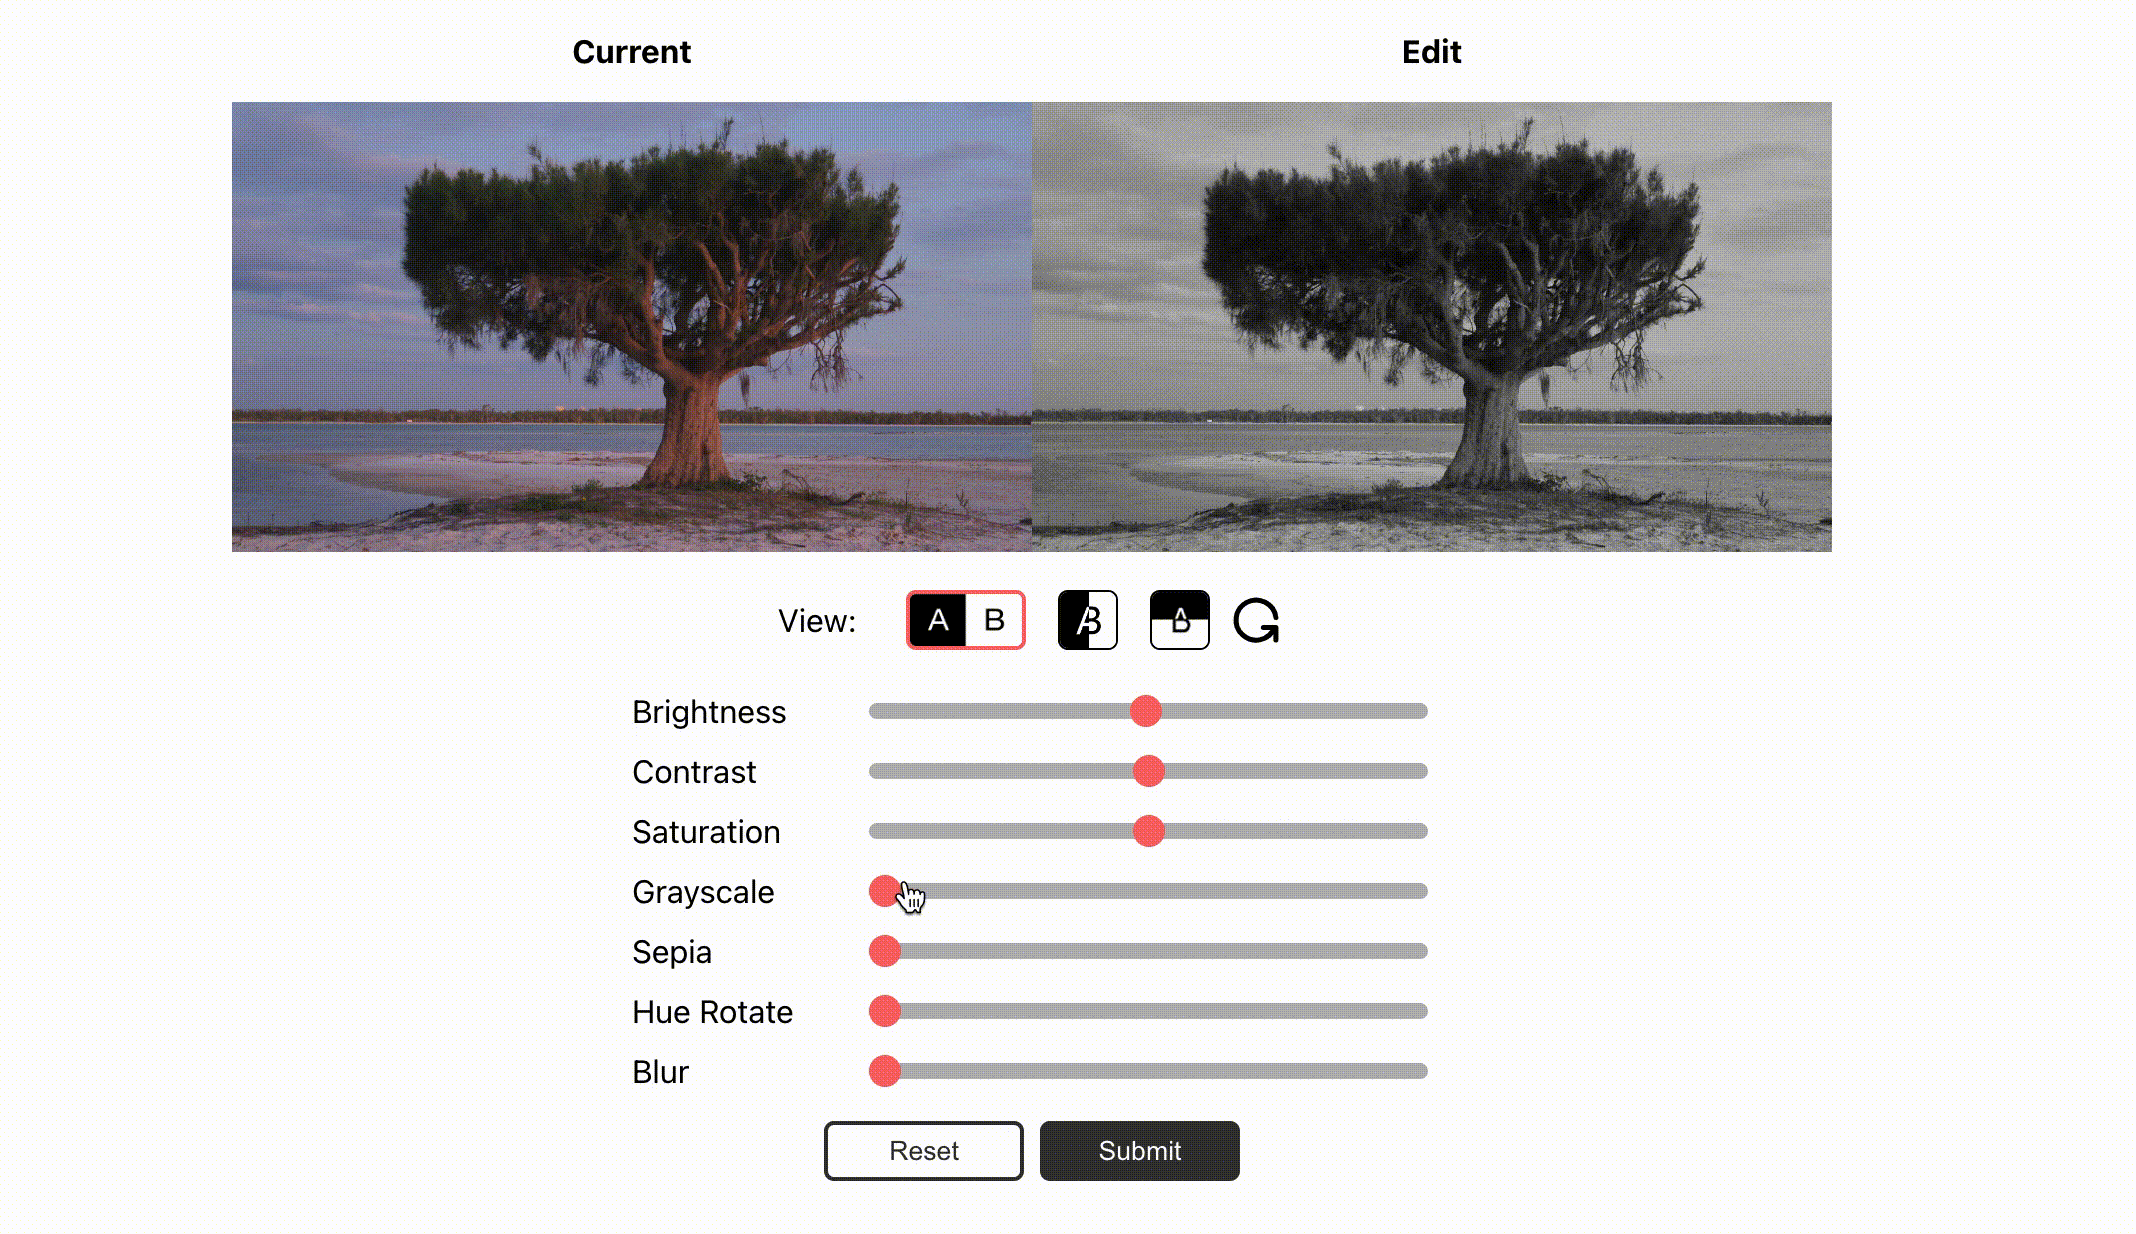 Current Edit
View: A B A B A B
Brightness
Contrast
Saturation
Grayscale
Sepia
Hue Rotate
Blur
Reset Submit